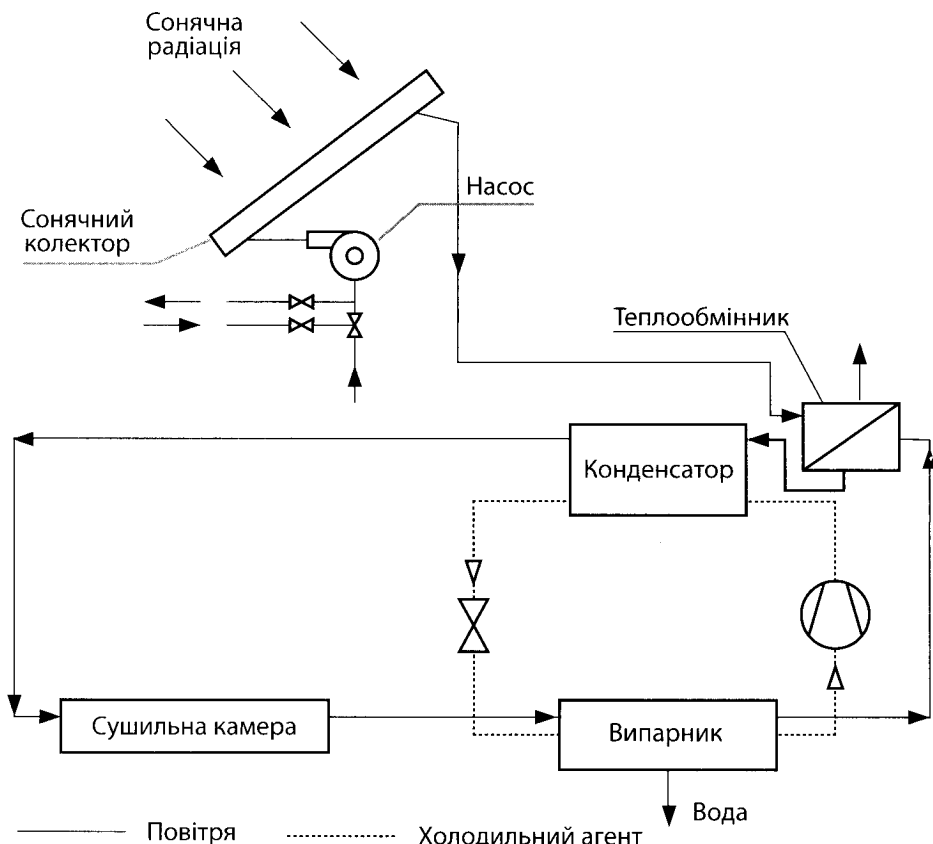 Сонячна
радіація
Насос
Сонячний
колектор
Теплообмінник
Конденсатор
Сушильна камера
Випарник
Вода
Повітря
Холодильний агент